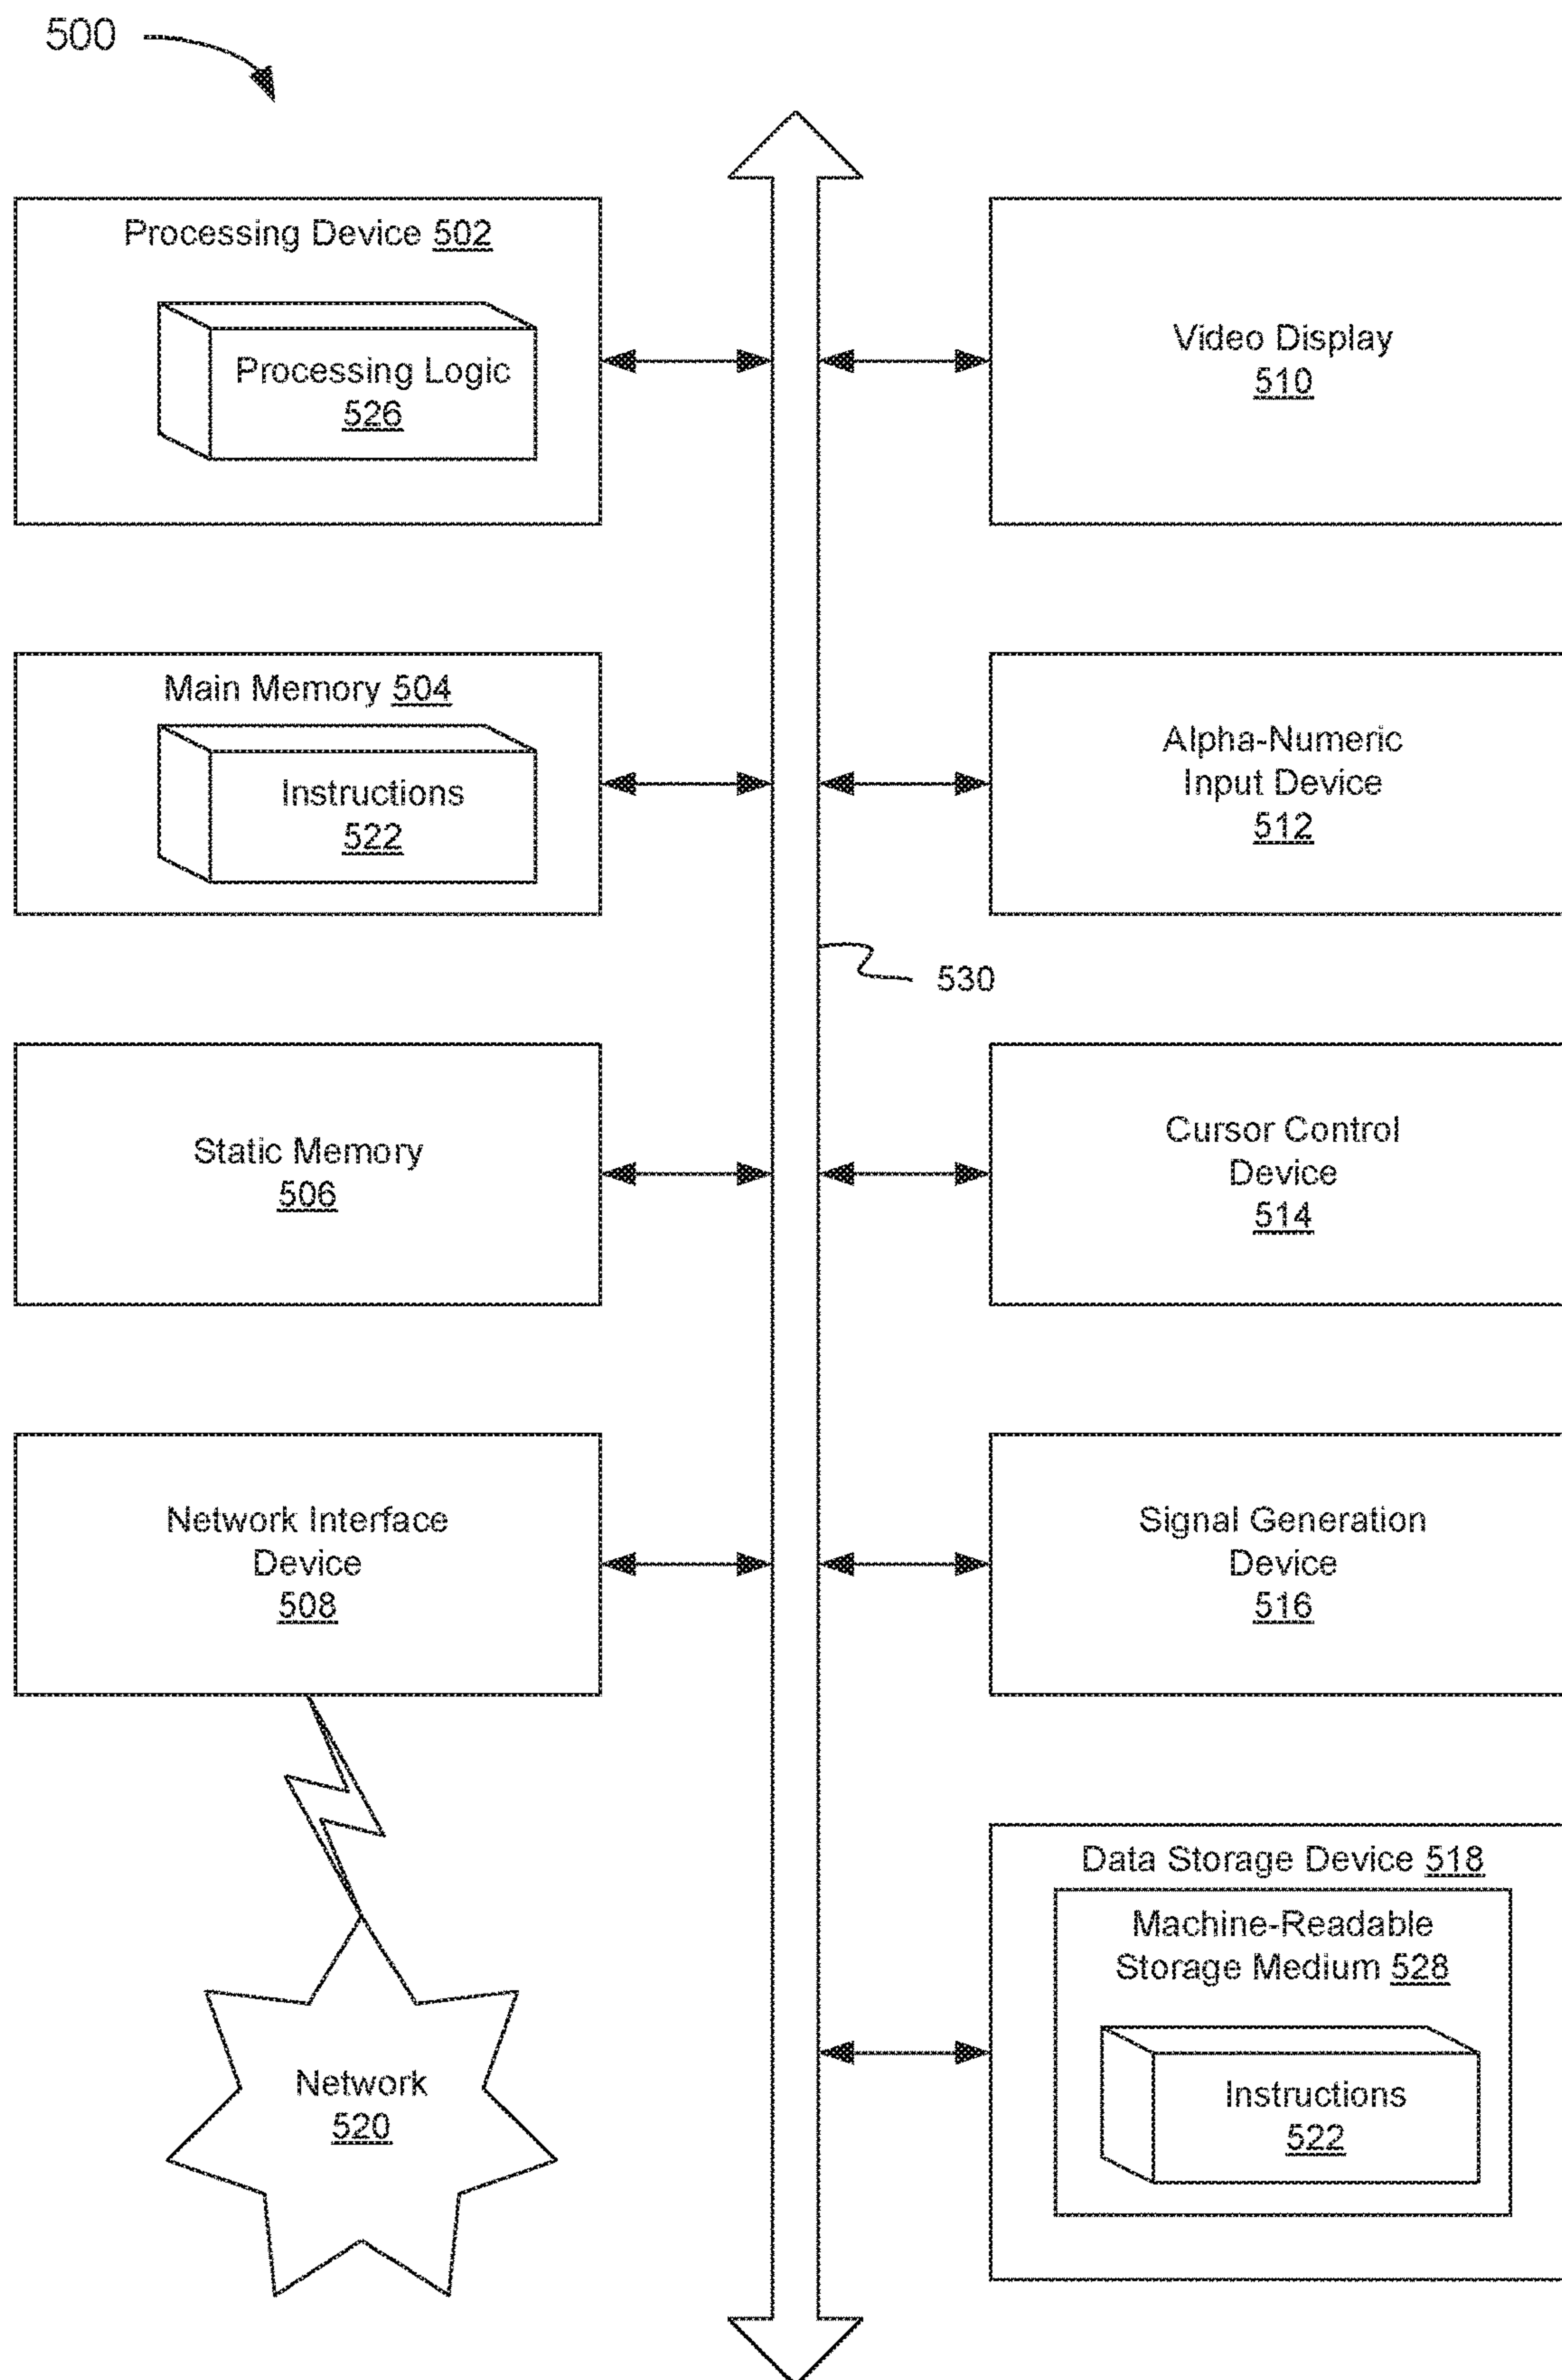 500
Processing Device 502
Processing Logic
526
Video Display
510
Main Memory 504
Instructions
522
Alpha-Numeric
Input Device
512
530
Static Memory
506
Cursor Control
Device
514
Network Interface
Device
508
Signal Generation
Device
516
Data Storage Device 518
Machine-Readable
Storage Medium 528
Instructions
522
Network
520